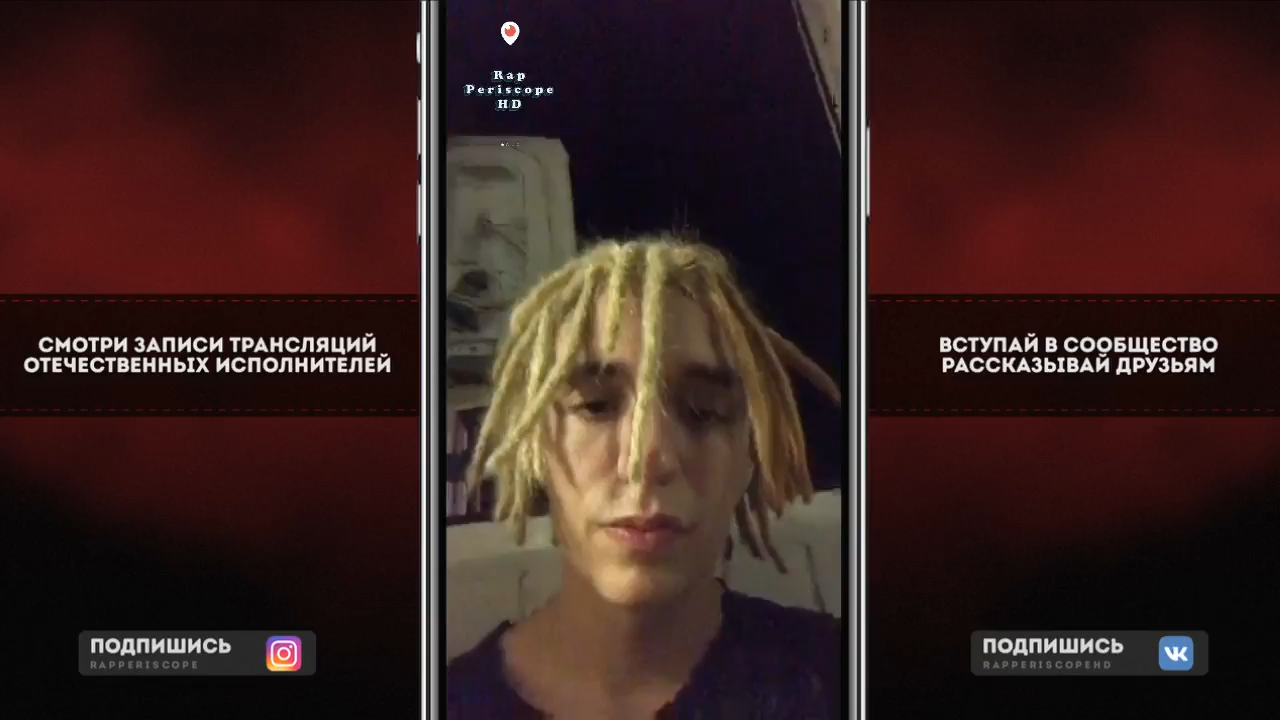 Rap
Periscope
HD
СМОТРИ ЗАПИСИ ТРАНСЛЯЦИЙ
ОТЕЧЕСТВЕННЫХ ИСПОЛНИТЕЛЕЙ
ВСТУПАЙ В СООБЩЕСТВО
РАССКАЗЫВАЙ ДРУЗЬЯМ
ПОДПИШИСЬ
RAPPERISCOPE
ПОДПИШИСЬ
RAPPERISCOPEHD